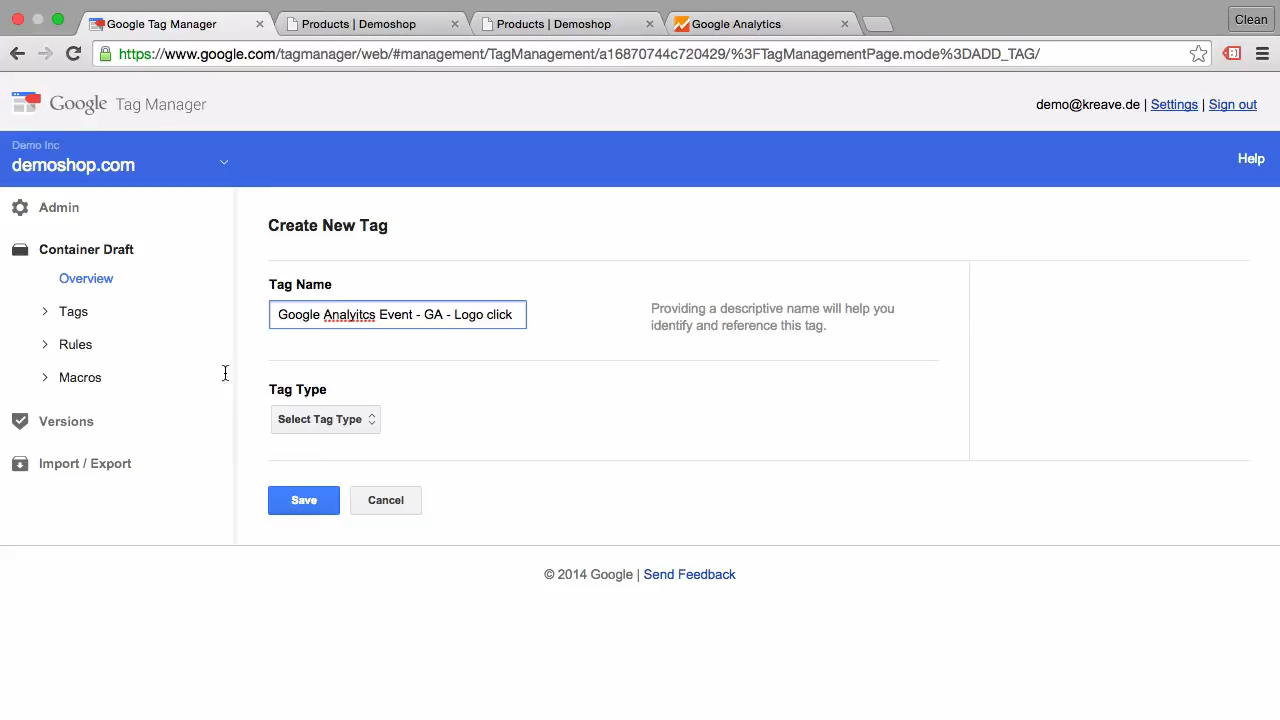 Google Tag Manager
Products | Demoshop
Products | Demoshop
Google Analytics
Clean
https://www.google.com/tagmanager/web/#management/TagManagement/a16870744c720429/%3FTagManagementPage.mode%3DADD_TAG/
Google Tag Manager
demo@kreave.de | Settings | Sign out
Demo Inc
demoshop.com
Help
Admin
Container Draft
Overview
Tags
Rules
Macros
Versions
Import / Export
Create New Tag
Tag Name
Google Analyitcs Event - GA - Logo click
Providing a descriptive name will help you
identify and reference this tag.
Tag Type
Select Tag Type
Save
Cancel
© 2014 Google | Send Feedback